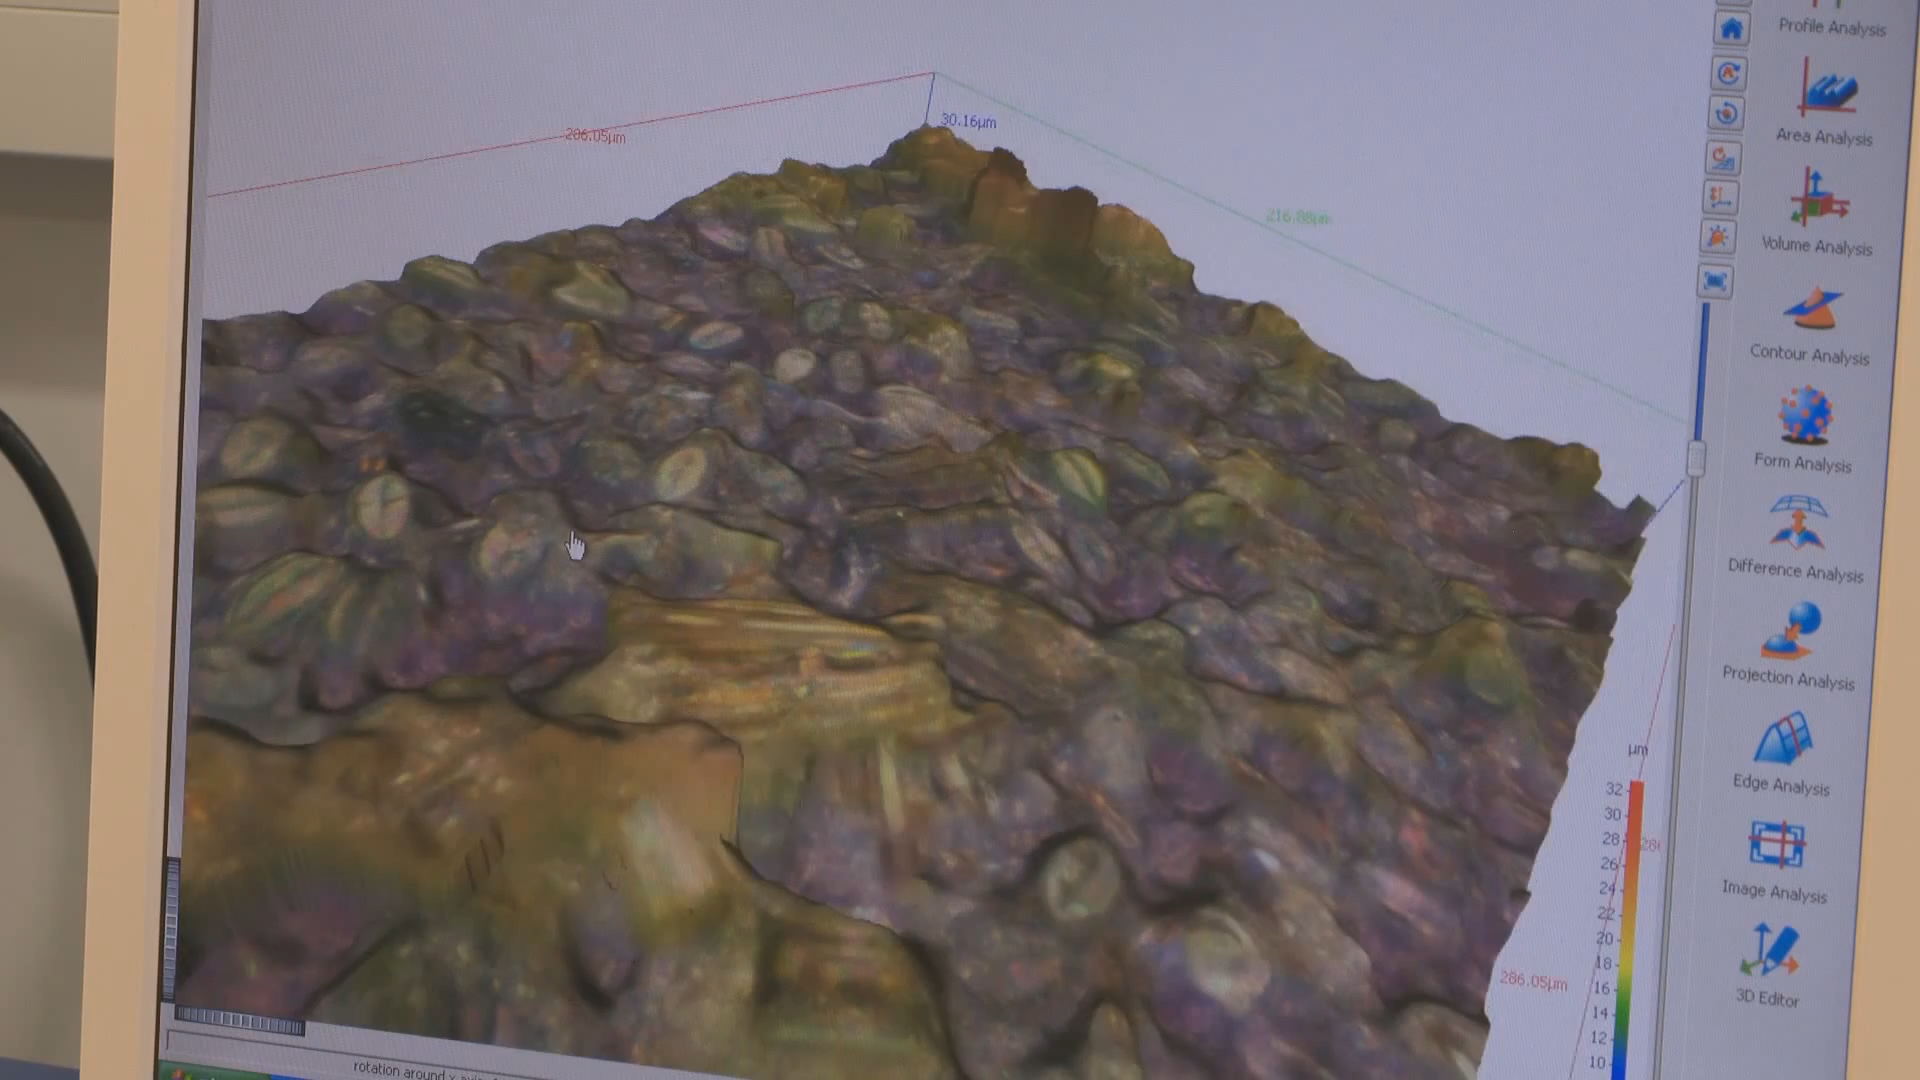 Profile Analysis
286.05µm
30.16µm
216.88µm
Area Analysis
Volume Analysis
Contour Analysis
Form Analysis
Difference Analysis
Projection Analysis
Edge Analysis
Image Analysis
3D Editor
µm
32
30
28
26
24
22
20
18
16
14
12
10
286.05µm
rotation around x